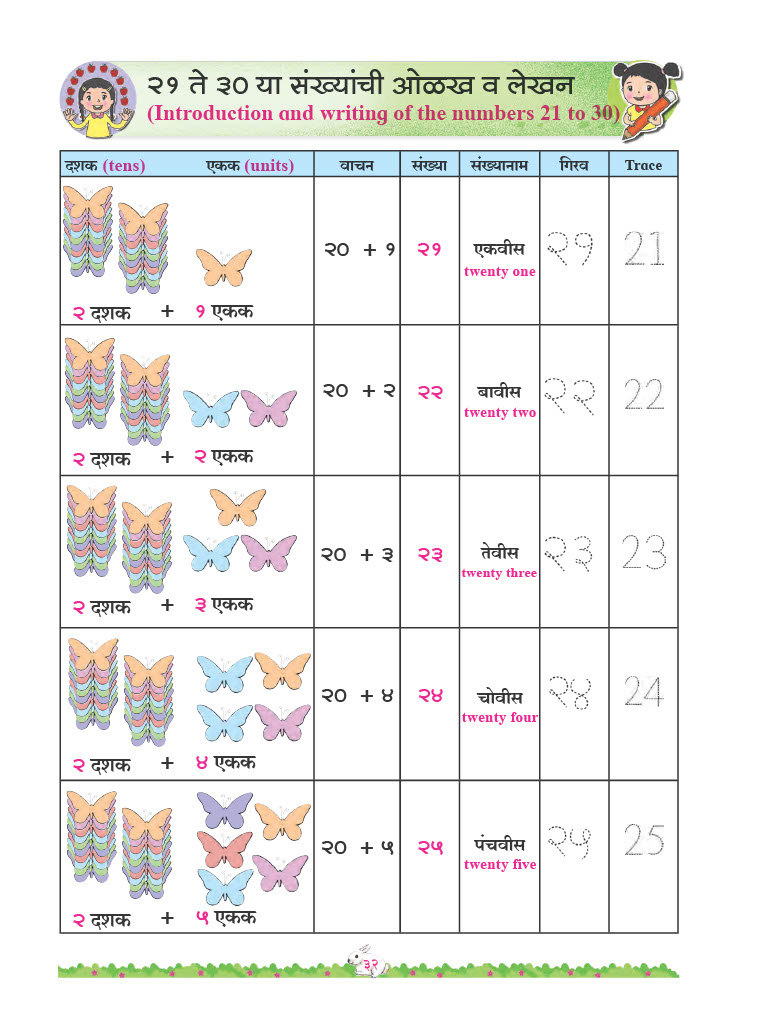 २१ ते ३० या संख्यांची ओळख व लेखन
(Introduction and writing of the numbers 21 to 30)
दशक (tens) एकक (units) वाचन संख्या संख्यानाम गिरव Trace
२० + १ २१ एकवीस २१ 21
twenty one
२ दशक + १ एकक
२० + २ २२ बावीस २२ 22
twenty two
२ दशक + २ एकक
२० + ३ २३ तेवीस २३ 23
twenty three
२ दशक + ३ एकक
२० + ४ २४ चोवीस २४ 24
twenty four
२ दशक + ४ एकक
२० + ५ २५ पंचवीस २५ 25
twenty five
२ दशक + ५ एकक
३२